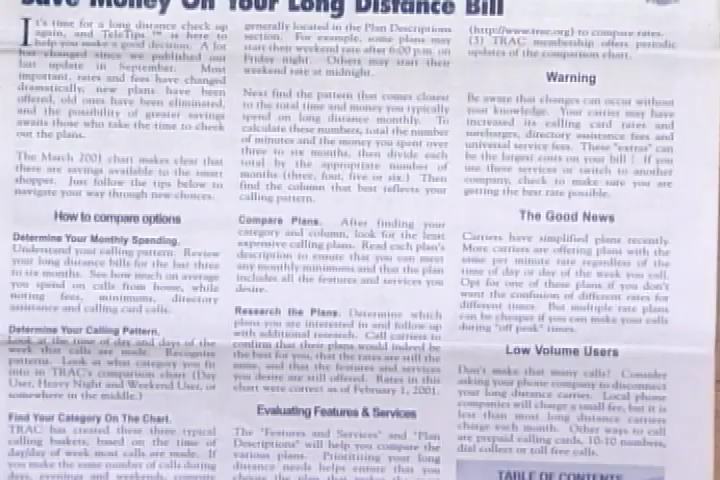 Save Money On Your Long Distance Bill
It's time for a long distance check up
again, and TeleTips ™ is here to
help you make a good decision. A lot
has changed since we published our
last update in September. Most
important, rates and fees have changed
dramatically, new plans have been
offered, old ones have been eliminated,
and the possibility of greater savings
awaits those who take the time to check
out the plans.
The March 2001 chart makes clear that
there are savings available to the smart
shopper. Just follow the tips below to
navigate your way through new choices.
How to compare options
Determine Your Monthly Spending.
Understand your calling pattern. Review
your long distance bills for the last three
to six months. See how much on average
you spend on calls from home, while
noting fees, minimums, directory
assistance and calling card calls.
Determine Your Calling Pattern.
Look at the time of day and days of the
week that calls are made. Recognize
patterns. Look at what category you fit
into in TRAC's comparison chart (Day
User, Heavy Night and Weekend User, or
somewhere in the middle.)
Find Your Category On The Chart.
TRAC has created these three typical
calling baskets, based on the time of
day/day of week calls are made. If
you make the same number of calls during
days, evenings and weekends, compare
generally located in the Plan Descriptions
section. For example, some plans may
start their weekend rate after 6:00 p.m. on
Friday night. Others may start their
weekend rate at midnight.
Next find the pattern that comes closest
to the total time and money you typically
spend on long distance monthly. To
calculate these numbers, total the number
of minutes and the money you spent over
three to six months, then divide each
total by the appropriate number of
months (three, four, five or six.) Then
find the column that best reflects your
calling pattern.
Compare Plans. After finding your
category and calling column, look for the least
expensive calling plans. Read each plan's
description to ensure that you can meet
any monthly minimums and that the plan
includes all the features and services you
desire.
Research the Plans. Determine which
plans you are interested in and follow up
with additional research. Call carriers to
confirm that their plans would indeed be
the best for you, that the rates are still the
same, and that the features and services
you desire are still offered. Rates in this
chart were correct as of February 1, 2001.
Evaluating Features & Services
The "Features and Services" and "Plan
Descriptions" will help you compare the
various plans. Prioritizing your long
distance needs helps ensure that you
choose the plan that makes the most
(http://www.trac.org) to compare rates.
(3) TRAC membership offers periodic
updates of the comparison chart.
Warning
Be aware that changes can occur without
your knowledge. Your carrier may have
increased its calling card rates and
surcharges, directory assistance fees and
universal service fees. These "extras" can
be the largest costs on your bill ! If you
use these services or switch to another
company, check to make sure you are
getting the best rate possible.
The Good News
Carriers have simplified plans recently.
More carriers are offering plans with the
same per minute rate regardless of the
time of day or day of the week you call.
Opt for one of these plans if you don't
want the confusion of different rates for
different times. But multiple rate plans
can be cheaper if you can make your calls
during "off peak" times.
Low Volume Users
Don't make that many calls? Consider
asking your phone company to disconnect
your long distance carrier. Local phone
companies will charge a small fee, but it is
less than most long distance carriers
charge each month. Other ways to call
are prepaid calling cards, 10-10 numbers,
dial collect or toll free calls.
TABLE OF CONTENTS